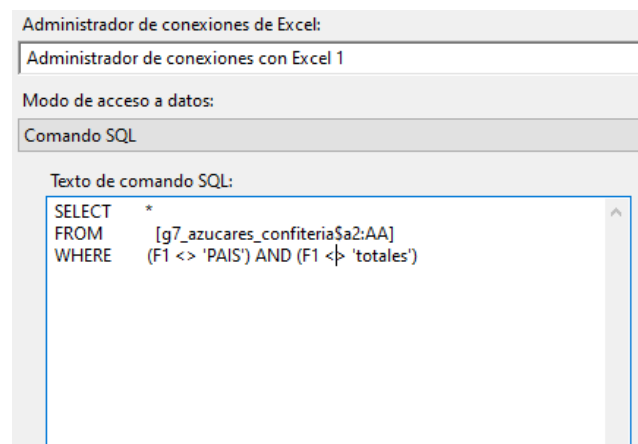 Administrador de conexiones de Excel:
Administrador de conexiones con Excel 1
Modo de acceso a datos:
Comando SQL
Texto de comando SQL:
SELECT *
FROM [g7_azucares_confiteria$a2:AA]
WHERE (F1 <> 'PAIS') AND (F1 <> 'totales')